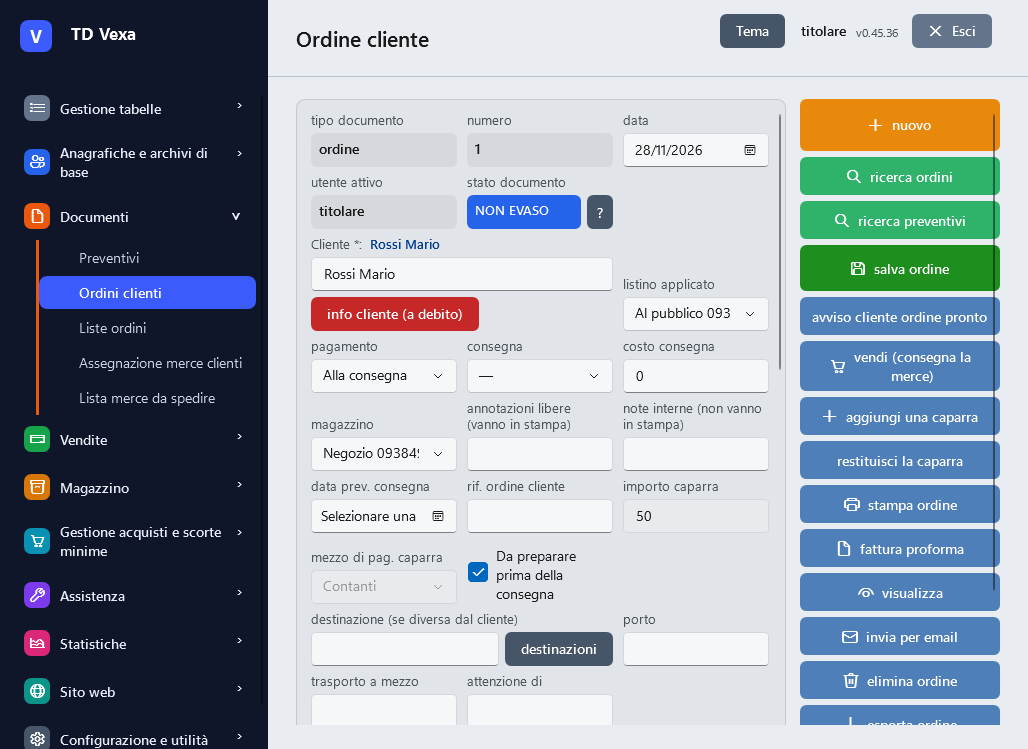 V
TD Vexa
Ordine cliente
Tema
titolare
v0.45.36
Esci
Gestione tabelle
Anagrafiche e archivi di
base
Documenti
Preventivi
Ordini clienti
Liste ordini
Assegnazione merce clienti
Lista merce da spedire
Vendite
Magazzino
Gestione acquisti e scorte
minime
Assistenza
Statistiche
Sito web
Configurazione e utilità
tipo documento
numero
data
ordine
1
28/11/2026
utente attivo
stato documento
titolare
NON EVASO
?
Cliente *: Rossi Mario
Rossi Mario
listino applicato
info cliente (a debito)
Al pubblico 093
pagamento
consegna
costo consegna
Alla consegna
—
0
magazzino
annotazioni libere
(vanno in stampa)
note interne (non vanno
in stampa)
Negozio 09384
data prev. consegna
rif. ordine cliente
importo caparra
Selezionare una
50
mezzo di pag. caparra
Contanti
Da preparare
prima della
consegna
destinazione (se diversa dal cliente)
porto
destinazioni
trasporto a mezzo
attenzione di
nuovo
ricerca ordini
ricerca preventivi
salva ordine
avviso cliente ordine pronto
vendi (consegna la
merce)
aggiungi una caparra
restituisci la caparra
stampa ordine
fattura proforma
visualizza
invia per email
elimina ordine
esporta ordine